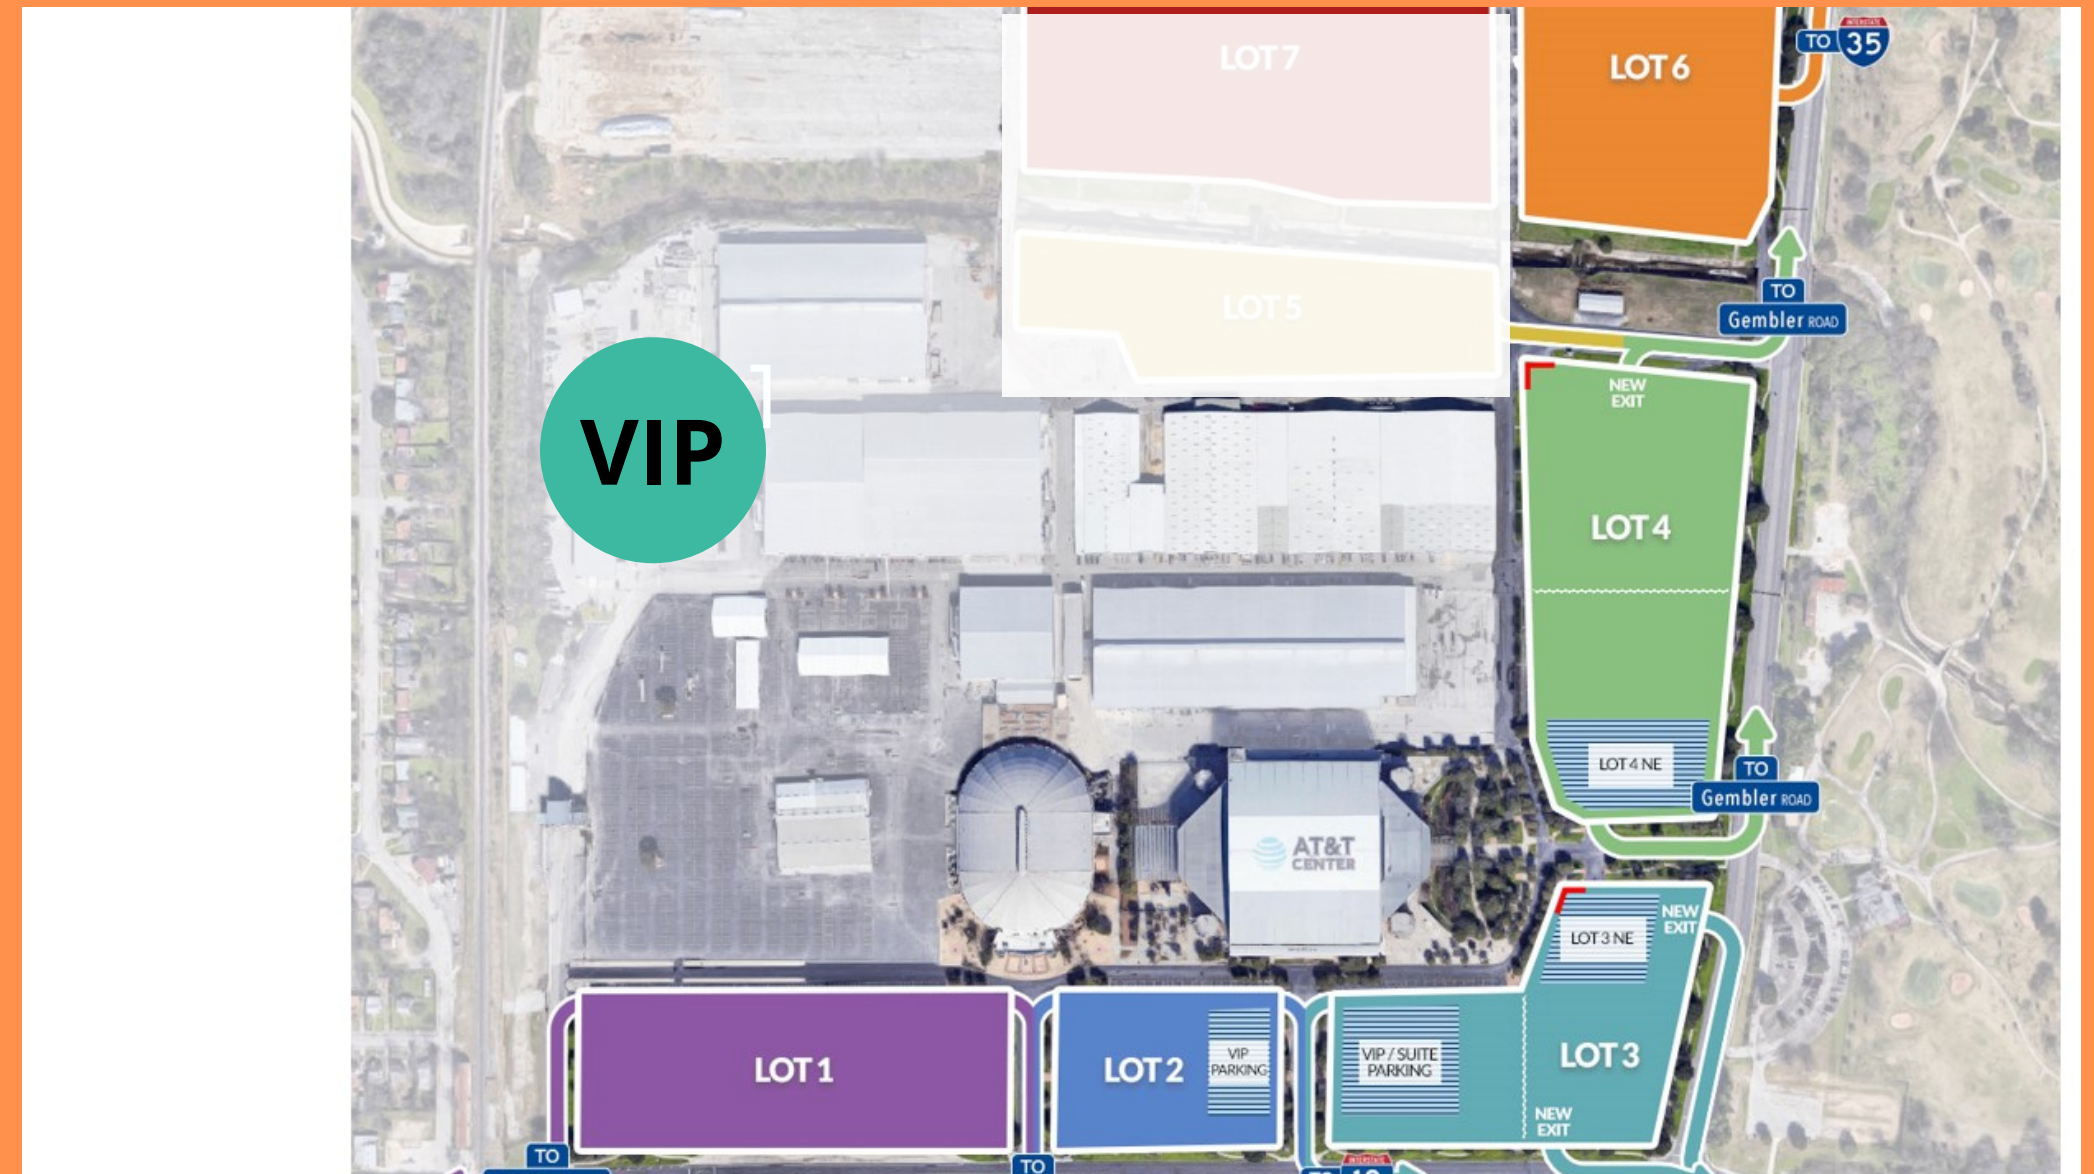 LOT 7
LOT 6
TO
INTERSTATE
35
LOT 5
TO
Gembler ROAD
NEW
EXIT
VIP
LOT 4
LOT 4 NE
TO
Gembler ROAD
AT&T
CENTER
NEW
EXIT
LOT 3 NE
LOT 1
LOT 2
VIP
PARKING
VIP / SUITE
PARKING
LOT 3
NEW
EXIT
TO
TO
INTERSTATE